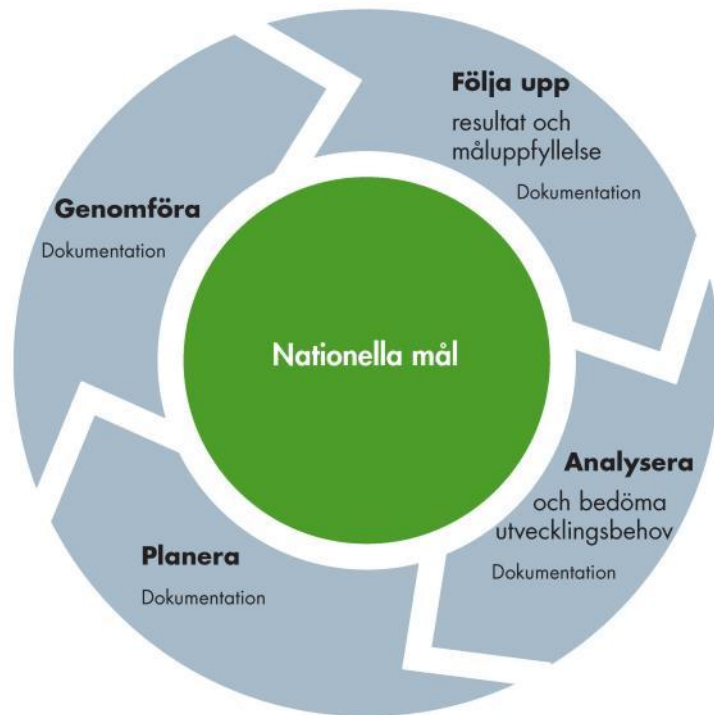 Följa upp
resultat och
måluppfyllelse
Dokumentation
Analysera
och bedöma
utvecklingsbehov
Dokumentation
Planera
Dokumentation
Genomföra
Dokumentation
Nationella mål